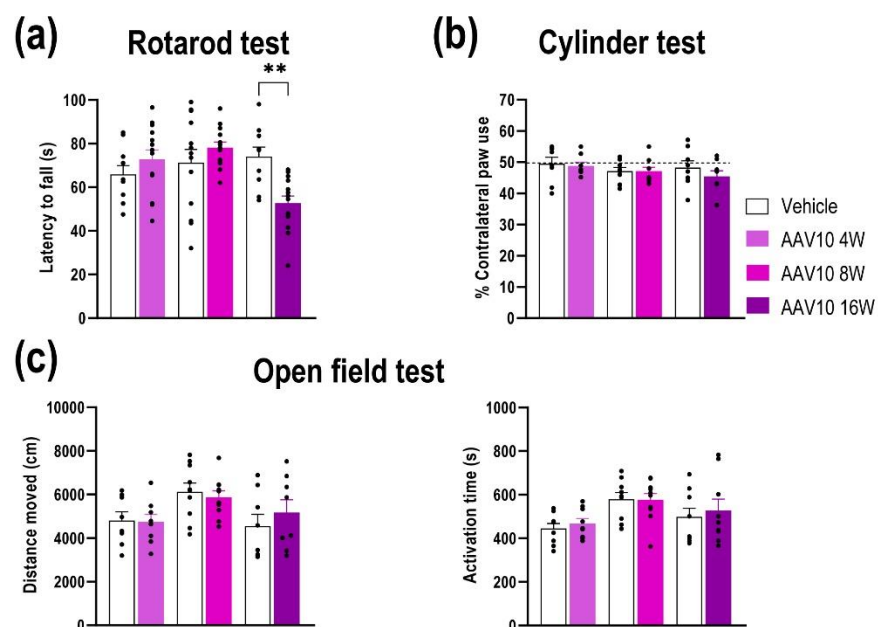 (a) Rotarod test
**
Latency to fall (s)
100
80
60
40
20
0
(b) Cylinder test
% Contralateral paw use
70
60
50
40
30
20
10
0
Vehicle
AAV10 4W
AAV10 8W
AAV10 16W
(c) Open field test
Distance moved (cm)
10000
8000
6000
4000
2000
0
Activation time (s)
1000
800
600
400
200
0